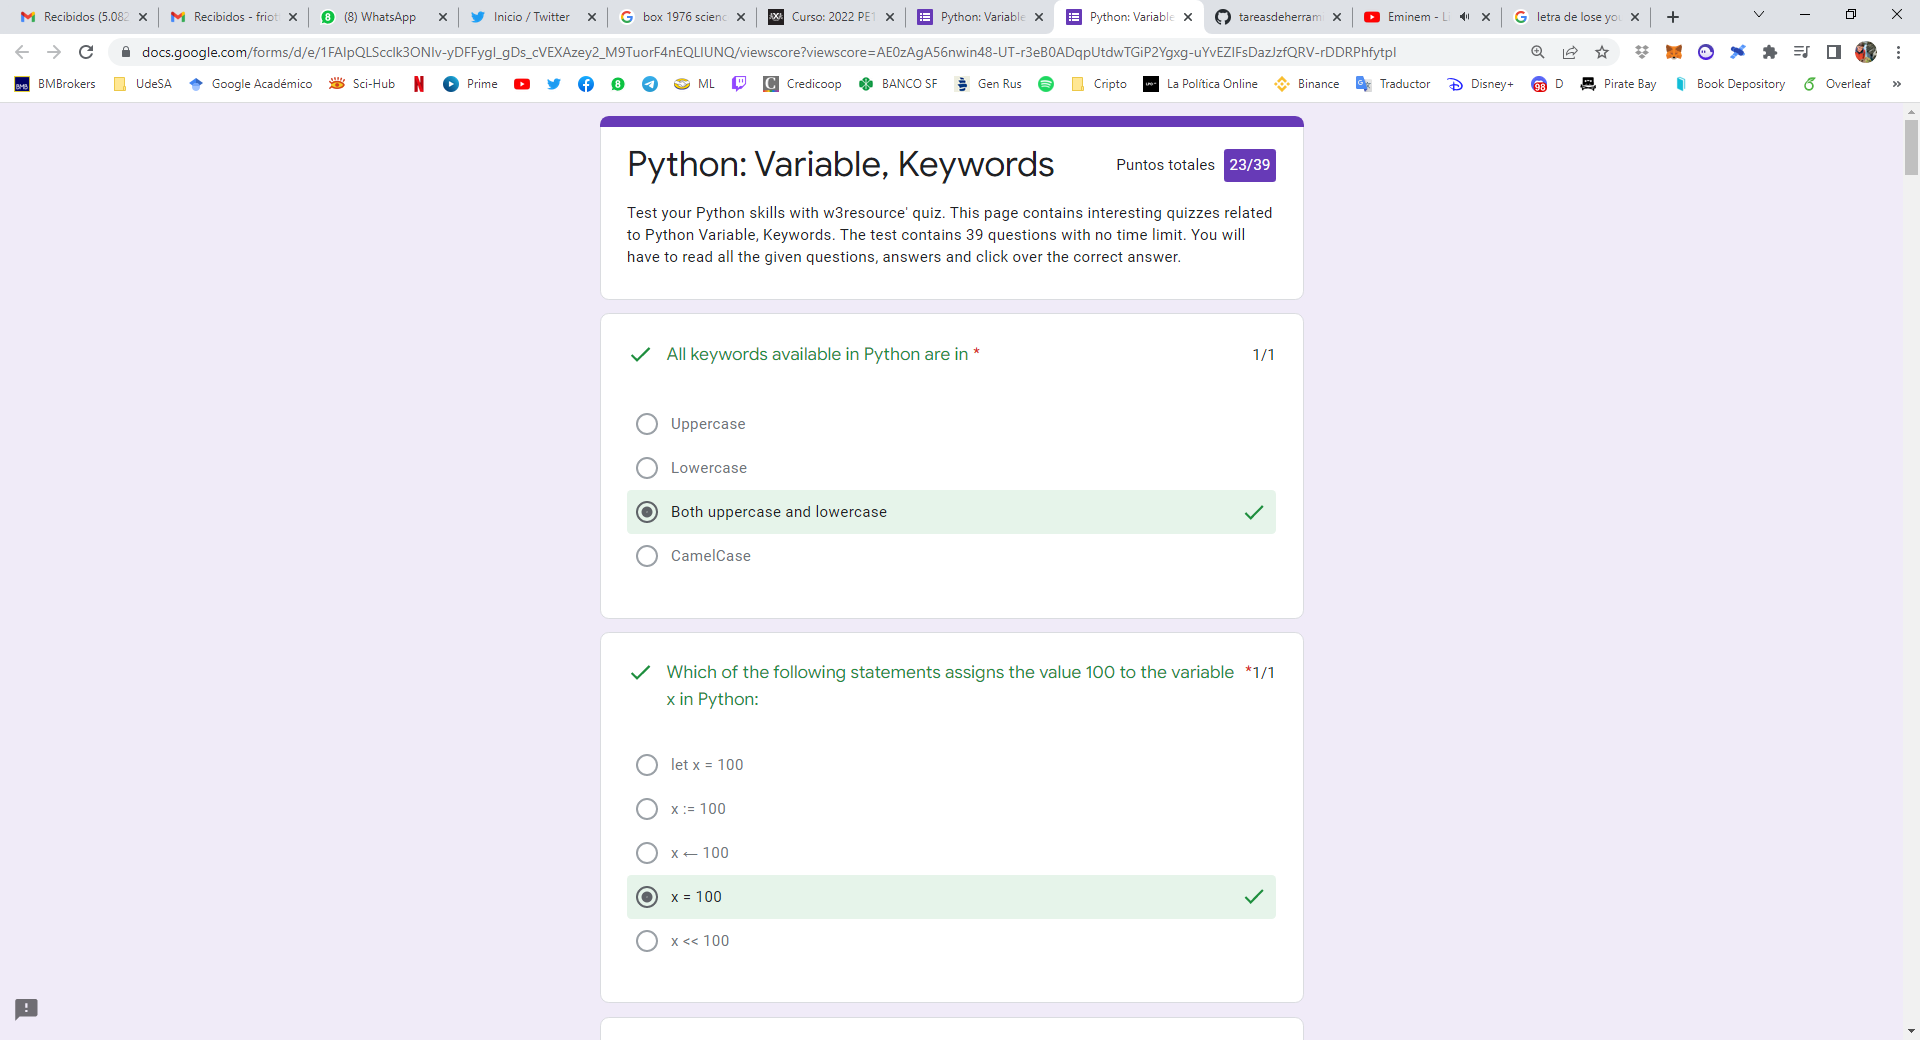 Recibidos (5.082
Recibidos - friot
(8) WhatsApp
Inicio / Twitter
box 1976 scienc
Curso: 2022 PE1
Python: Variable
Python: Variable
tareasdeherram
Eminem - L
letra de lose you
docs.google.com/forms/d/e/1FAIpQLScclk3ONIv-yDFFygI_gDs_cVEXAzey2_M9TuorF4nEQLIUNQ/viewscore?viewscore=AE0zAgA56nwin48-UT-r3eB0ADqpUtdwTGiP2Ygxg-uYvEZIFsDazJzfQRV-rDDRPhfytpI
BMBrokers
UdeSA
Google Académico
Sci-Hub
Prime
ML
Credicoop
BANCO SF
Gen Rus
Cripto
La Política Online
Binance
Traductor
Disney+
98 D
Pirate Bay
Book Depository
Overleaf
»
Python: Variable, Keywords
Puntos totales 23/39
Test your Python skills with w3resource' quiz. This page contains interesting quizzes related
to Python Variable, Keywords. The test contains 39 questions with no time limit. You will
have to read all the given questions, answers and click over the correct answer.
All keywords available in Python are in * 1/1
Uppercase
Lowercase
Both uppercase and lowercase
CamelCase
Which of the following statements assigns the value 100 to the variable *1/1
x in Python:
let x = 100
x := 100
x ← 100
x = 100
x << 100